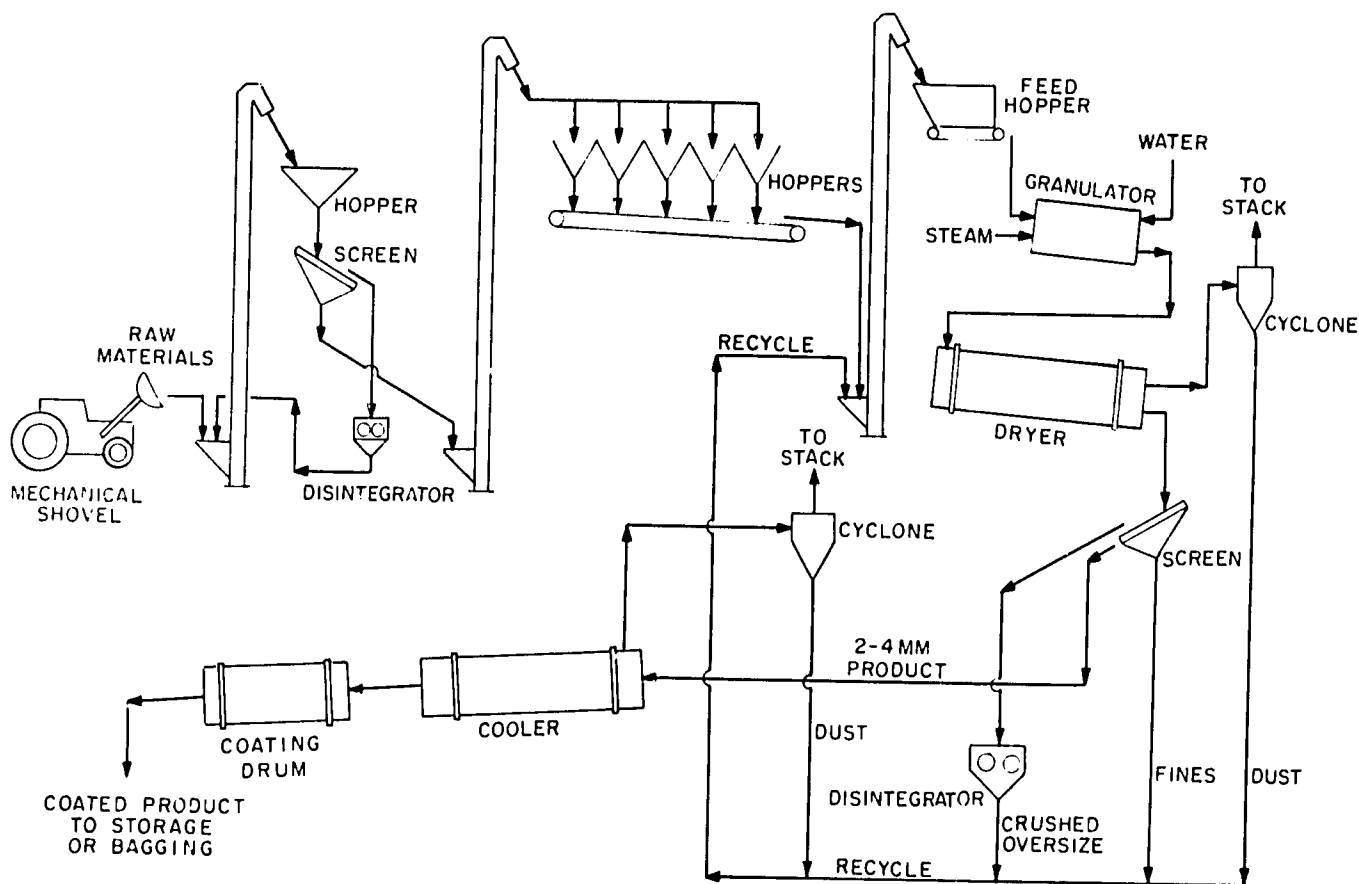 FEED
HOPPER
WATER
TO
STACK
HOPPERS
GRANULATOR
HOPPER
STEAM
SCREEN
CYCLONE
RAW
MATERIALS
RECYCLE
DRYER
TO
STACK
MECHANICAL
SHOVEL
DISINTEGRATOR
CYCLONE
SCREEN
2-4 MM
PRODUCT
COOLER
COATING
DRUM
DUST
FINES
DUST
DISINTEGRATOR
COATED PRODUCT
TO STORAGE
OR BAGGING
CRUSHED
OVERSIZE
RECYCLE